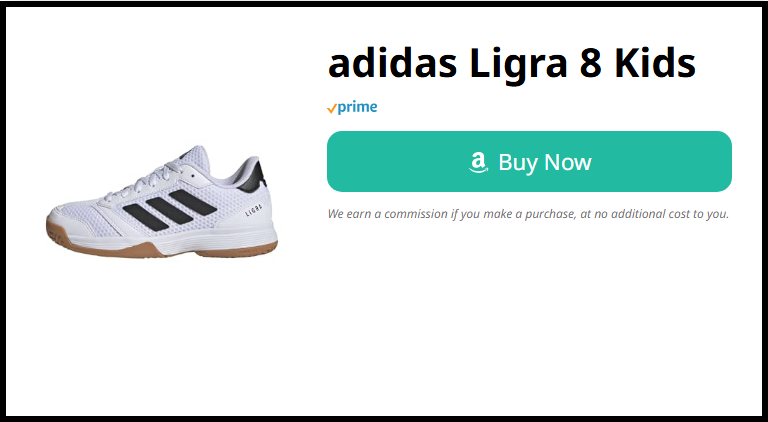 adidas Ligra 8 Kids
prime
a Buy Now
We earn a commission if you make a purchase, at no additional cost to you.
LIGRA